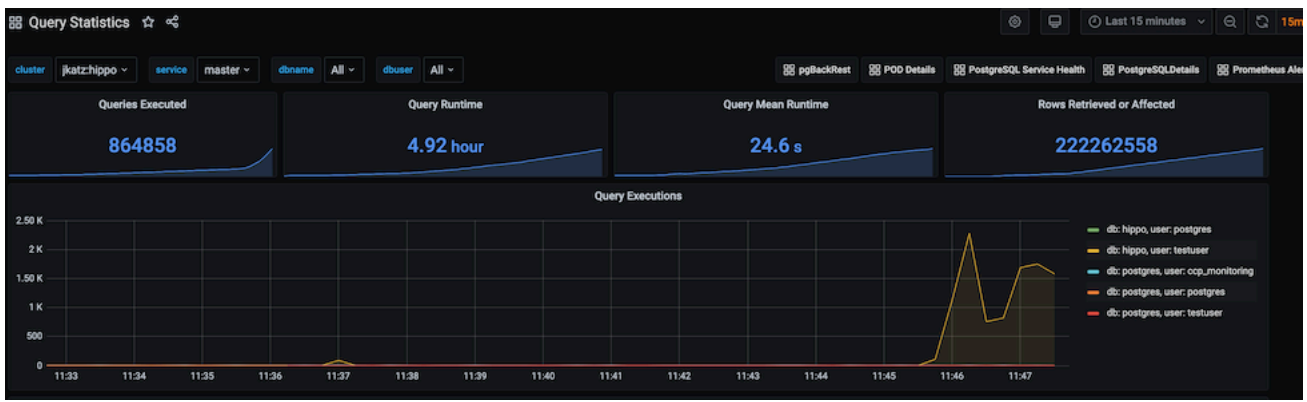 Query Statistics
Last 15 minutes
15m
cluster jkatz:hippo service master dbname All dbuser All
pgBackRest POD Details PostgreSQL Service Health PostgreSQLDetails Prometheus Aler
Queries Executed Query Runtime Query Mean Runtime Rows Retrieved or Affected
864858 4.92 hour 24.6 s 222262558
Query Executions
2.50 K
2 K
1.50 K
1 K
500
0
11:33 11:34 11:35 11:36 11:37 11:38 11:39 11:40 11:41 11:42 11:43 11:44 11:45 11:46 11:47
db: hippo, user: postgres
db: hippo, user: testuser
db: postgres, user: ccp_monitoring
db: postgres, user: postgres
db: postgres, user: testuser